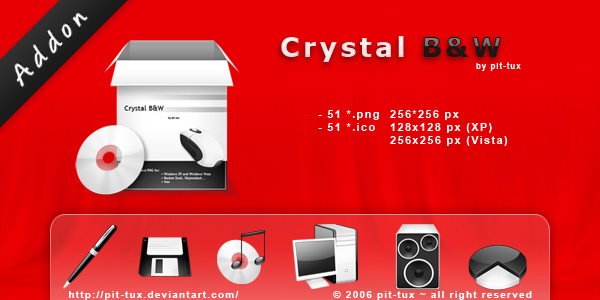 Addon
Crystal B&W
by pit-tux
- 51 *.png 256*256 px
- 51 *.ico 128x128 px (XP)
256x256 px (Vista)
Crystal B&W
http://pit-tux.deviantart.com/
© 2006 pit-tux ~ all right reserved